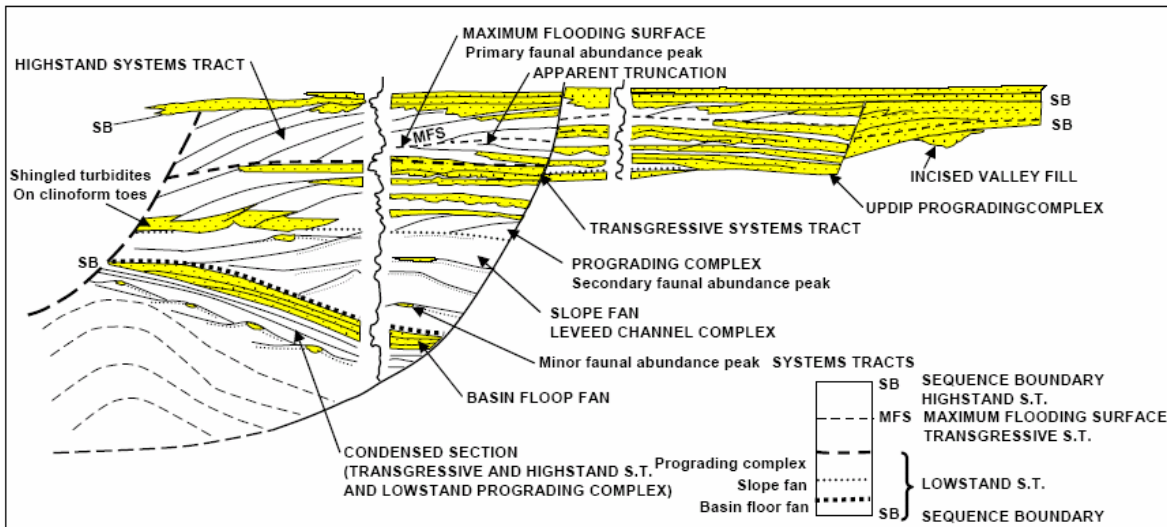 MAXIMUM FLOODING SURFACE
Primary faunal abundance peak
HIGHSTAND SYSTEMS TRACT
APPARENT TRUNCATION
SB
SB
SB
MFS
Shingled turbidites
On clinoform toes
INCISED VALLEY FILL
UPDIP PROGRADINGCOMPLEX
TRANSGRESSIVE SYSTEMS TRACT
SB
PROGRADING COMPLEX
Secondary faunal abundance peak
SLOPE FAN
LEVEED CHANNEL COMPLEX
Minor faunal abundance peak
BASIN FLOOP FAN
CONDENSED SECTION
(TRANSGRESSIVE AND HIGHSTAND S.T.
AND LOWSTAND PROGRADING COMPLEX)
SYSTEMS TRACTS
SB SEQUENCE BOUNDARY
HIGHSTAND S.T.
MFS MAXIMUM FLOODING SURFACE
TRANSGRESSIVE S.T.
Prograding complex
Slope fan
LOWSTAND S.T.
Basin floor fan
SB SEQUENCE BOUNDARY